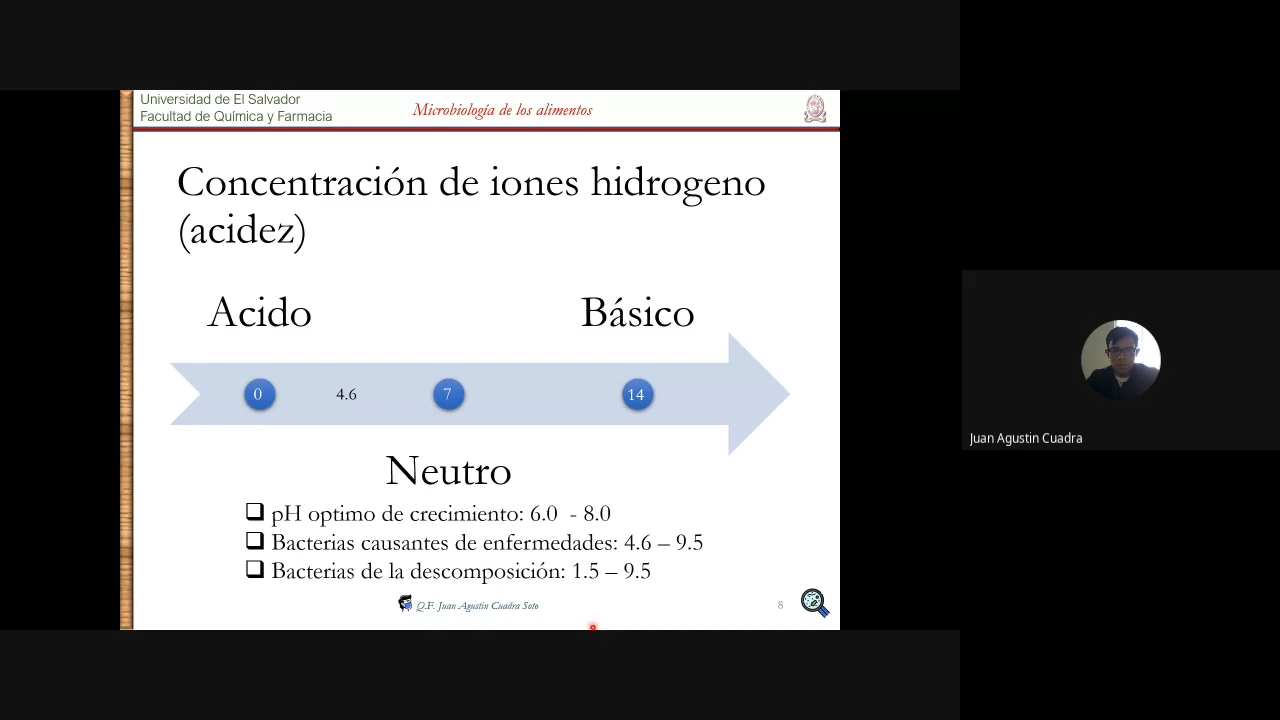 Universidad de El Salvador
Facultad de Química y Farmacia
Microbiología de los alimentos
Concentración de iones hidrogeno
(acidez)
Acido
Básico
0
4.6
7
14
Neutro
❑ pH optimo de crecimiento: 6.0 - 8.0
❑ Bacterias causantes de enfermedades: 4.6 – 9.5
❑ Bacterias de la descomposición: 1.5 – 9.5
Q.F. Juan Agustín Cuadra Soto
8
Juan Agustin Cuadra